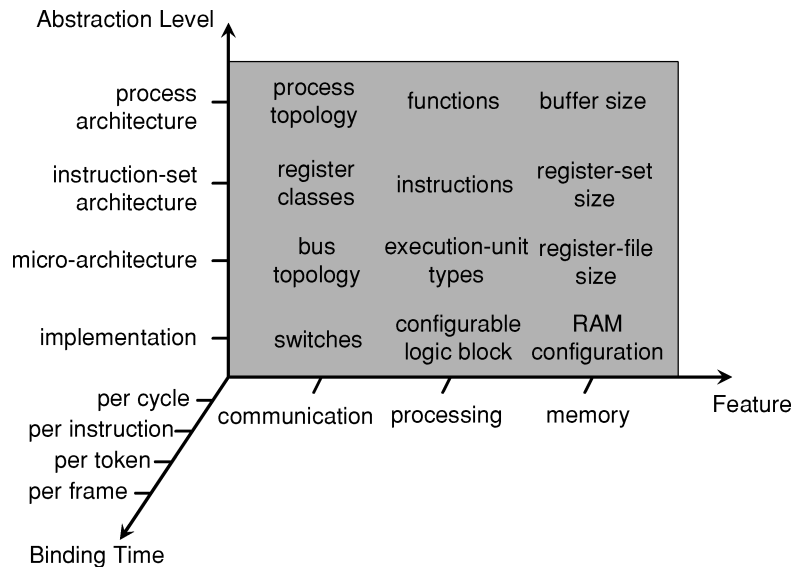 Abstraction Level
process
architecture
process
topology
functions
buffer size
instruction-set
architecture
register
classes
instructions
register-set
size
micro-architecture
bus
topology
execution-unit
types
register-file
size
implementation
switches
configurable
logic block
RAM
configuration
per cycle
per instruction
per token
per frame
communication
processing
memory
Feature
Binding Time